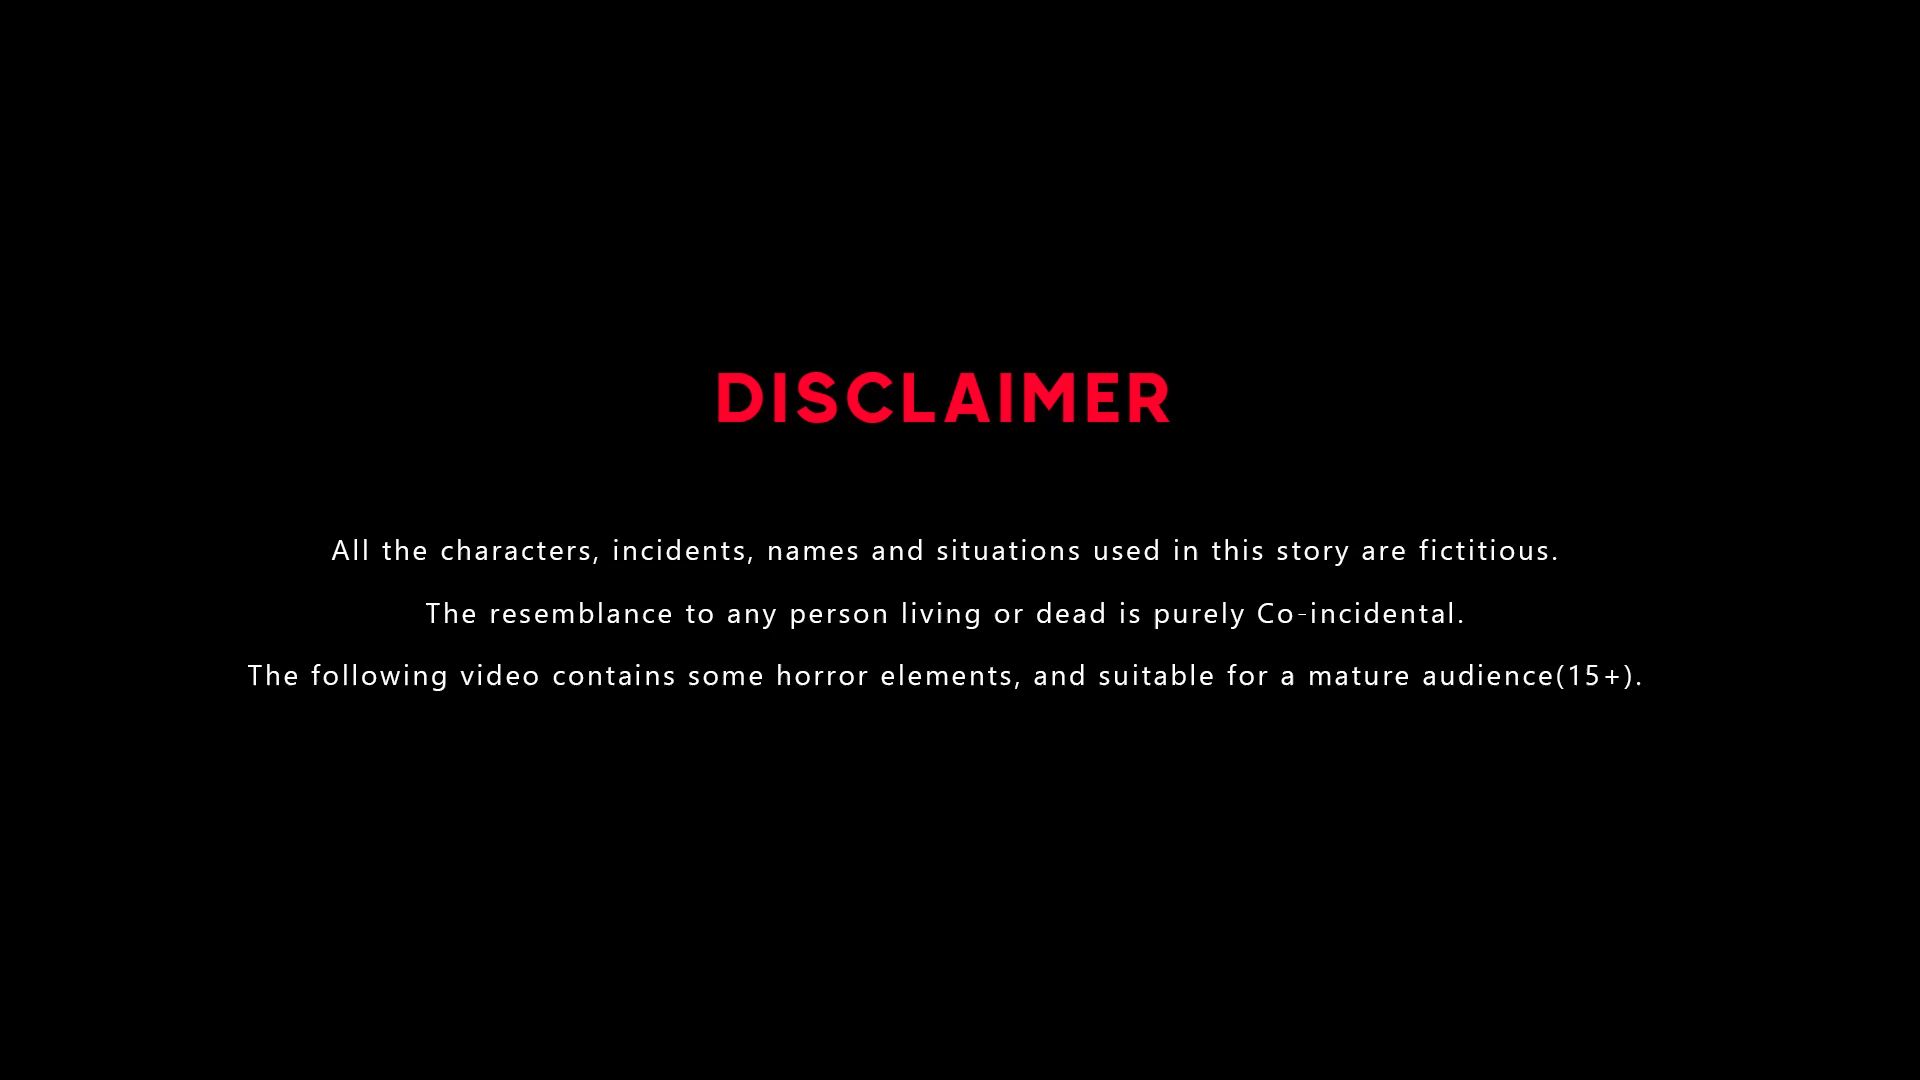 DISCLAIMER
All the characters, incidents, names and situations used in this story are fictitious.
The resemblance to any person living or dead is purely Co-incidental.
The following video contains some horror elements, and suitable for a mature audience(15+).